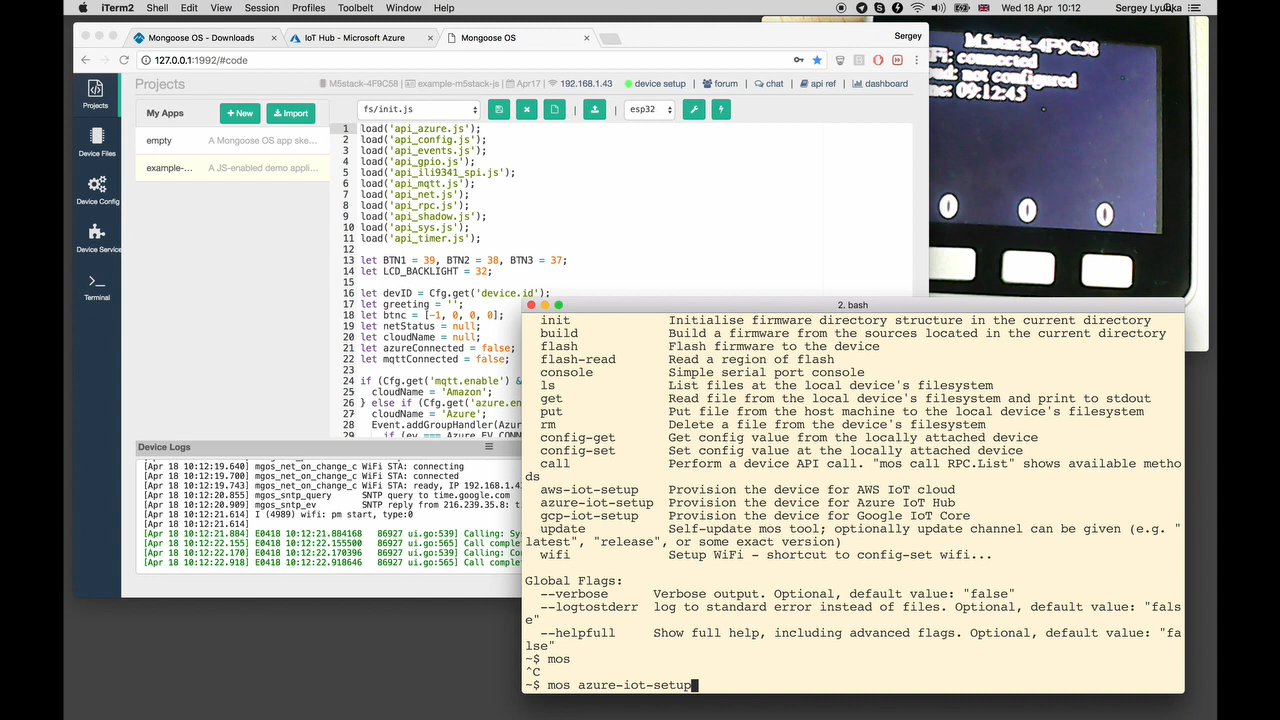 iTerm2 Shell Edit View Session Profiles Toolbelt Window Help Wed 18 Apr 10:12 Sergey Lyubka
Mongoose OS - Downloads IoT Hub - Microsoft Azure Mongoose OS Sergey
127.0.0.1:1992/#code
Projects M5stack-4F9C58 example-m5stack-js Apr17 192.168.1.43 device setup forum chat api ref dashboard
Projects
Device Files
Device Config
Device Service
Terminal
My Apps New Import
empty A Mongoose OS app ske...
example-... A JS-enabled demo appli...
fs/init.js esp32
1 load('api_azure.js');
2 load('api_config.js');
3 load('api_events.js');
4 load('api_gpio.js');
5 load('api_ili9341_spi.js');
6 load('api_mqtt.js');
7 load('api_net.js');
8 load('api_rpc.js');
9 load('api_shadow.js');
10 load('api_sys.js');
11 load('api_timer.js');
12
13 let BTN1 = 39, BTN2 = 38, BTN3 = 37;
14 let LCD_BACKLIGHT = 32;
15
16 let devID = Cfg.get('device.id');
17 let greeting = '';
18 let btnc = [-1, 0, 0, 0];
19 let netStatus = null;
20 let cloudName = null;
21 let azureConnected = false;
22 let mqttConnected = false;
23
24 if (Cfg.get('mqtt.enable') &
25 cloudName = 'Amazon';
26 } else if (Cfg.get('azure.en
27 cloudName = 'Azure';
28 Event.addGroupHandler(Azur
29 if (ev === Azure.EV_CONN
Device Logs
[Apr 18 10:12:19.640] mgos_net_on_change_c WiFi STA: connecting
[Apr 18 10:12:19.700] mgos_net_on_change_c WiFi STA: connected
[Apr 18 10:12:19.743] mgos_net_on_change_c WiFi STA: ready, IP 192.168.1.4
[Apr 18 10:12:20.855] mgos_sntp_query SNTP query to time.google.com
[Apr 18 10:12:20.909] mgos_sntp_ev SNTP reply from 216.239.35.8: t
[Apr 18 10:12:21.614] I (4989) wifi: pm start, type:0
[Apr 18 10:12:21.614]
[Apr 18 10:12:21.884] E0418 10:12:21.884168 86927 ui.go:539] Calling: Sy
[Apr 18 10:12:22.155] E0418 10:12:22.155500 86927 ui.go:565] Call complet
[Apr 18 10:12:22.170] E0418 10:12:22.170396 86927 ui.go:539] Calling: Co
[Apr 18 10:12:22.918] E0418 10:12:22.918646 86927 ui.go:565] Call complet
M5stack-4F9C58
Fi: connected
ud: not configured
me: 09:12:45
0 0 0
2. bash
init Initialise firmware directory structure in the current directory
build Build a firmware from the sources located in the current directory
flash Flash firmware to the device
flash-read Read a region of flash
console Simple serial port console
ls List files at the local device's filesystem
get Read file from the local device's filesystem and print to stdout
put Put file from the host machine to the local device's filesystem
rm Delete a file from the device's filesystem
config-get Get config value from the locally attached device
config-set Set config value at the locally attached device
call Perform a device API call. "mos call RPC.List" shows available metho
ds
aws-iot-setup Provision the device for AWS IoT cloud
azure-iot-setup Provision the device for Azure IoT Hub
gcp-iot-setup Provision the device for Google IoT Core
update Self-update mos tool; optionally update channel can be given (e.g. "
latest", "release", or some exact version)
wifi Setup WiFi - shortcut to config-set wifi...
Global Flags:
--verbose Verbose output. Optional, default value: "false"
--logtostderr log to standard error instead of files. Optional, default value: "fals
e"
--helpfull Show full help, including advanced flags. Optional, default value: "fa
lse"
~$ mos
^C
~$ mos azure-iot-setup